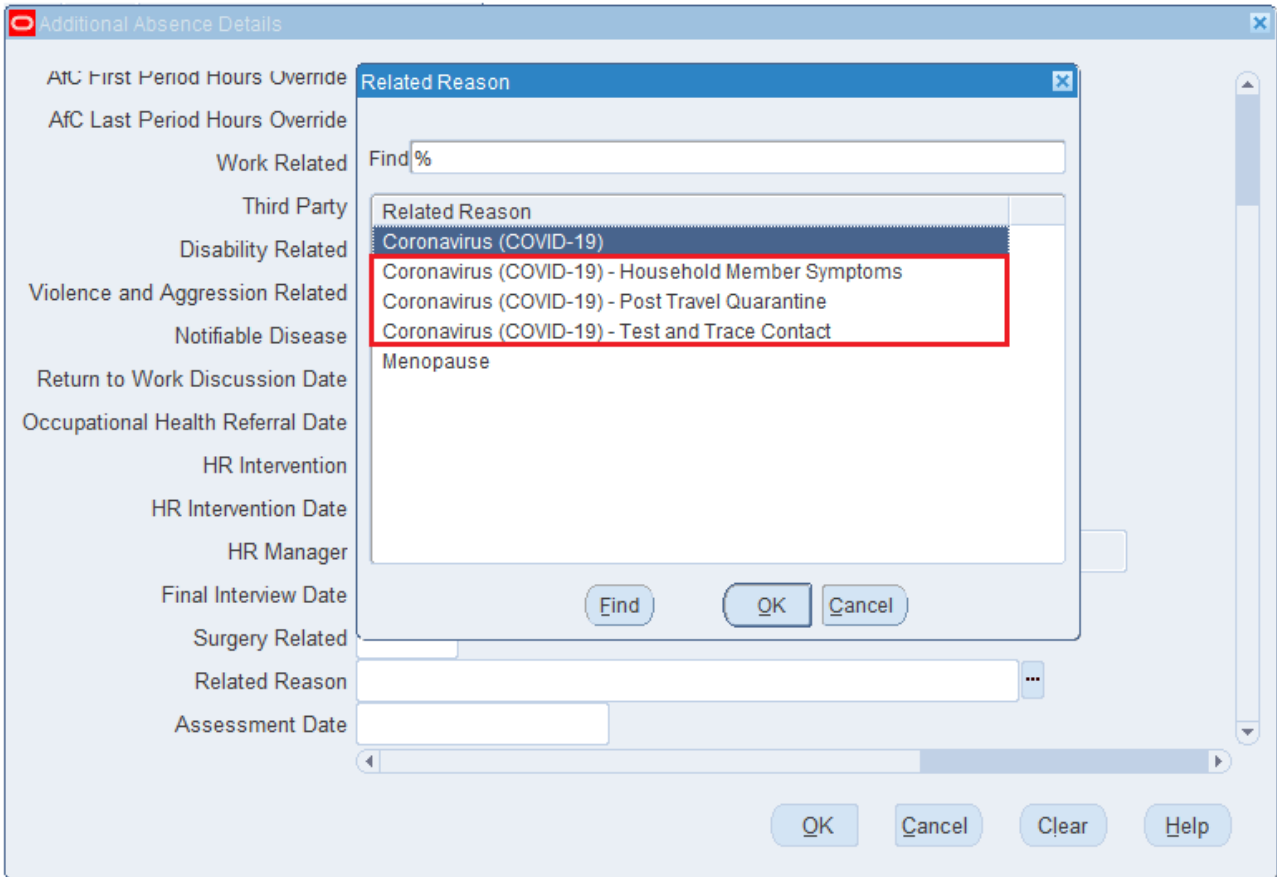 Additional Absence Details
AfC First Period Hours Override
AfC Last Period Hours Override
Work Related
Third Party
Disability Related
Violence and Aggression Related
Notifiable Disease
Return to Work Discussion Date
Occupational Health Referral Date
HR Intervention
HR Intervention Date
HR Manager
Final Interview Date
Surgery Related
Related Reason
Assessment Date
Related Reason
Find %
Related Reason
Coronavirus (COVID-19)
Coronavirus (COVID-19) - Household Member Symptoms
Coronavirus (COVID-19) - Post Travel Quarantine
Coronavirus (COVID-19) - Test and Trace Contact
Menopause
Find OK Cancel
OK Cancel Clear Help